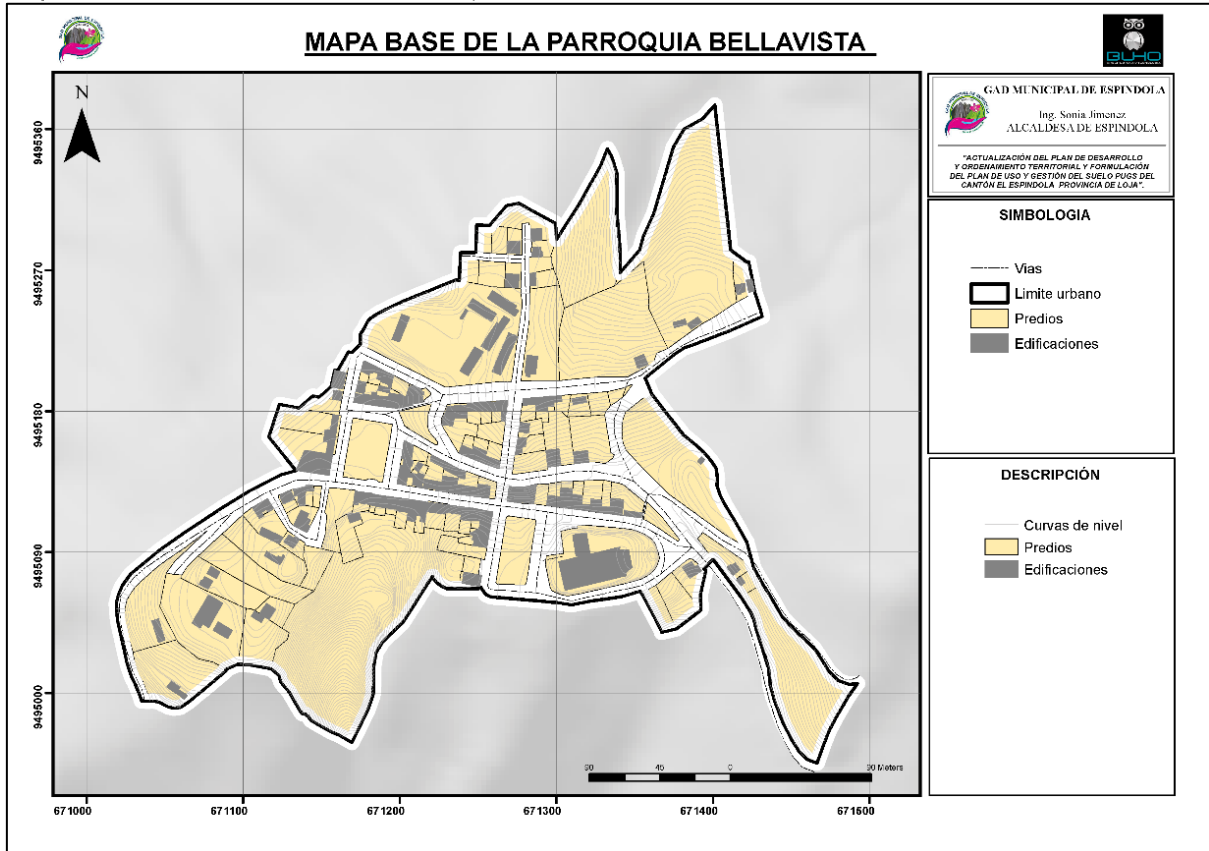 MAPA BASE DE LA PARROQUIA BELLAVISTA
BUHO
N
GAD MUNICIPAL DE ESPINDOLA
Ing. Sonia Jimenez
ALCALDESA DE ESPINDOLA
"ACTUALIZACIÓN DEL PLAN DE DESARROLLO
Y ORDENAMIENTO TERRITORIAL Y FORMULACIÓN
DEL PLAN DE USO Y GESTIÓN DEL SUELO PUGS DEL
CANTÓN EL ESPINDOLA PROVINCIA DE LOJA".
SIMBOLOGIA
Vias
Limite urbano
Predios
Edificaciones
DESCRIPCIÓN
Curvas de nivel
Predios
Edificaciones
9495360
9495270
9495180
9495090
9495000
90 45 0 90 Meters
671000 671100 671200 671300 671400 671500